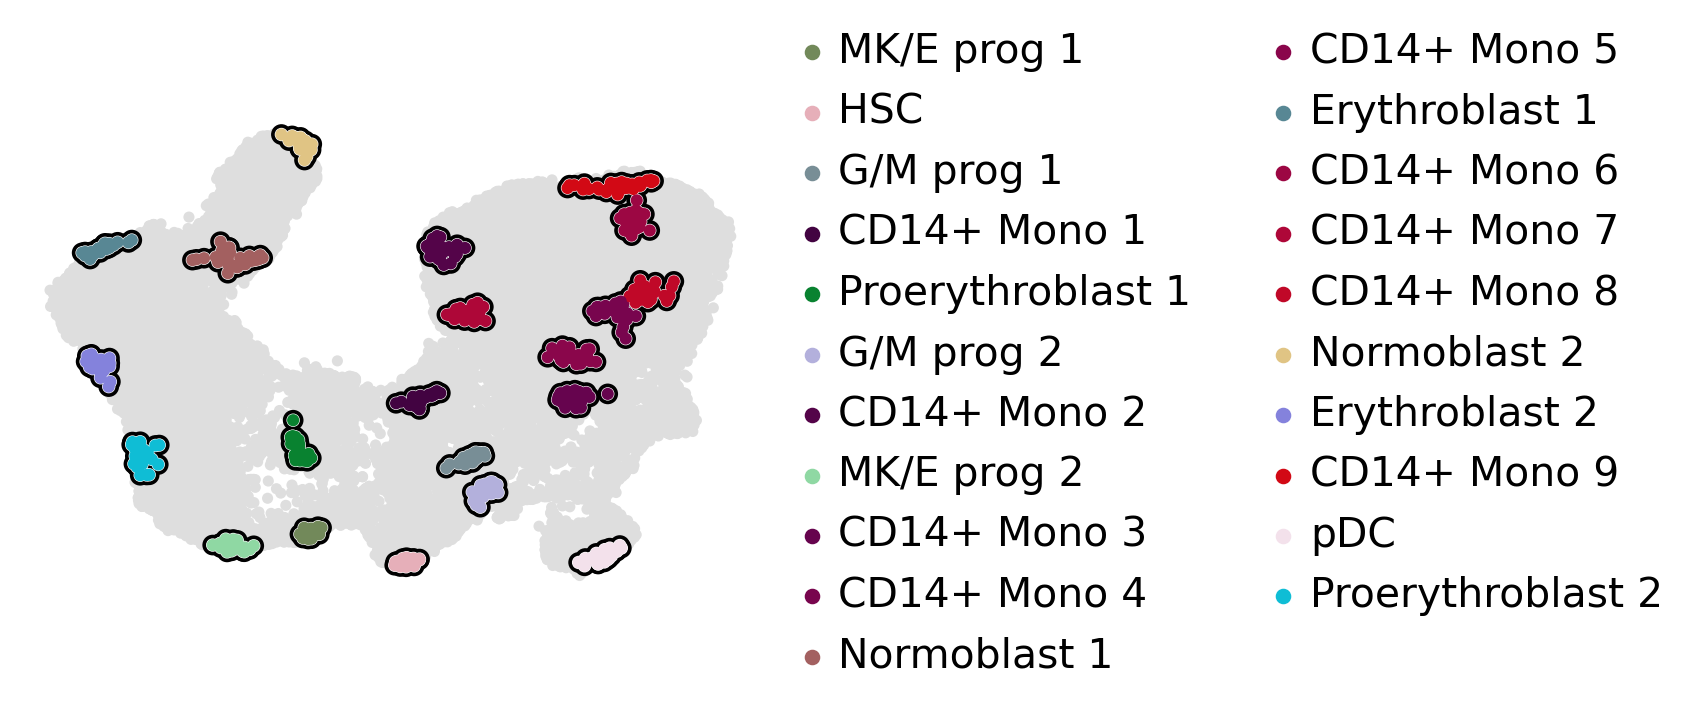 MK/E prog 1
HSC
G/M prog 1
CD14+ Mono 1
Proerythroblast 1
G/M prog 2
CD14+ Mono 2
MK/E prog 2
CD14+ Mono 3
CD14+ Mono 4
Normoblast 1
CD14+ Mono 5
Erythroblast 1
CD14+ Mono 6
CD14+ Mono 7
CD14+ Mono 8
Normoblast 2
Erythroblast 2
CD14+ Mono 9
pDC
Proerythroblast 2